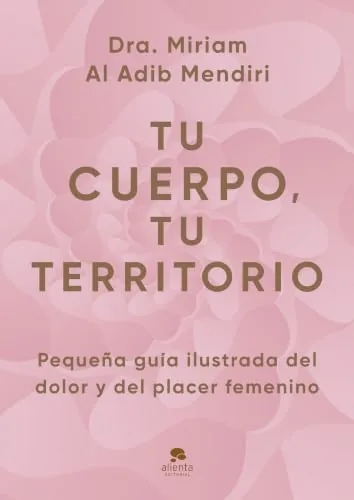 Dra. Miriam
Al Adib Mendiri
TU
CUERPO,
TU
TERRITORIO
Pequeña guía ilustrada del
dolor y del placer femenino
alienta
EDITORIAL